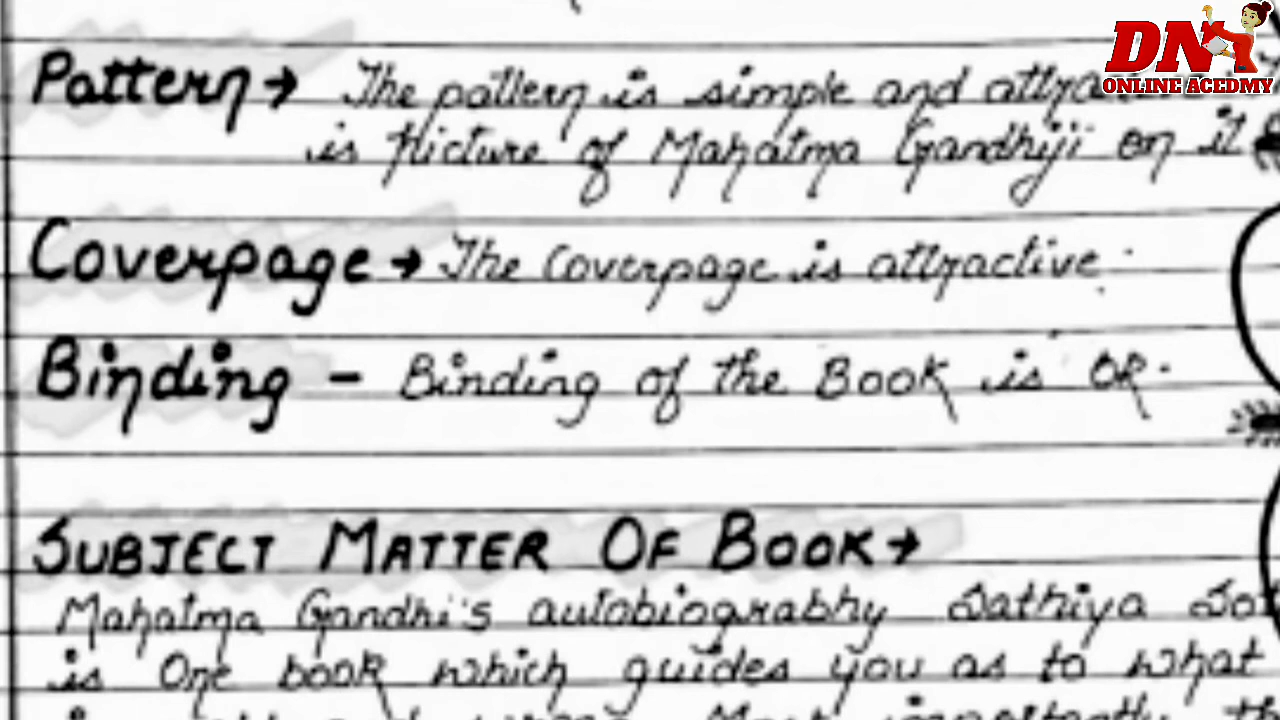 DNA
ONLINE ACEDMY
Pattern → The pattern is simple and
is Picture of Mahatma Gandhiji on it
Coverpage → The Coverpage is attractive.
Binding - Binding of the Book is OK.
SUBJECT MATTER OF BOOK →
Mahatma Gandhi's autobiography Sathiya
is One book which guides you as to what